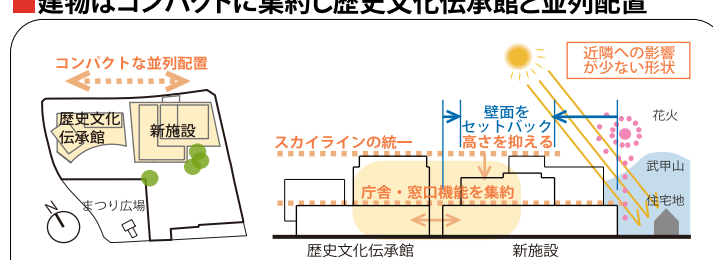 ■建物はコンパクトに集約し歴史文化伝承館と並列配置
コンパクトな並列配置
歴史文化
伝承館
新施設
まつり広場
N
スカイラインの統一
壁面を
セットバック
高さを抑える
庁舎・窓口機能を集約
歴史文化伝承館
新施設
近隣への影響
が少ない形状
花火
武甲山
住宅地